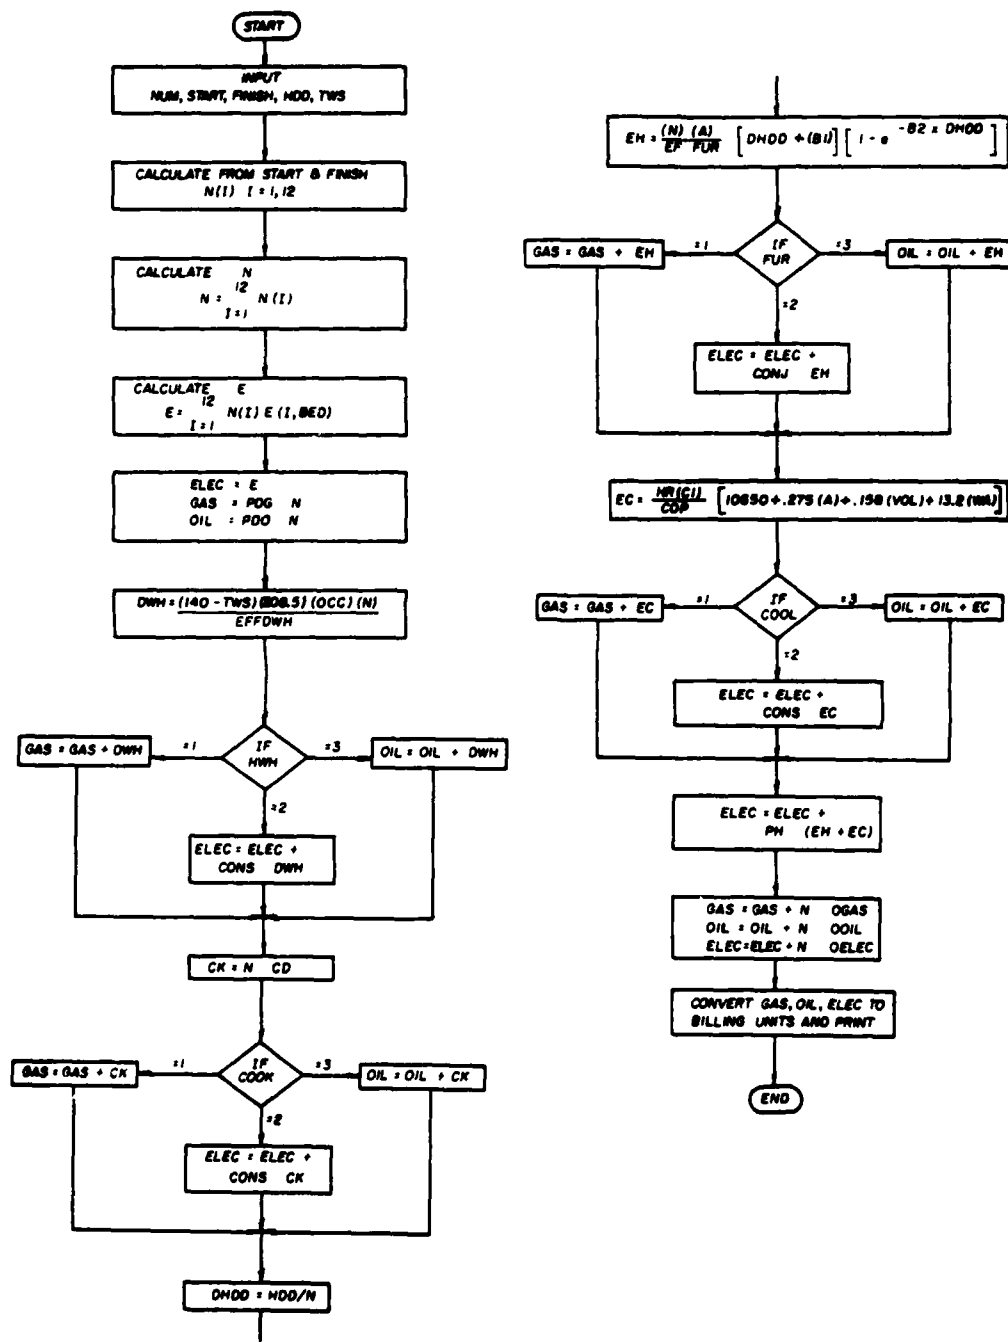 START
INPUT
NUM, START, FINISH, HDD, TWS
CALCULATE FROM START & FINISH
N(I) I = 1, 12
CALCULATE N
12
N = N(I)
I=1
CALCULATE E
12
E = N(I) E (I, BED)
I=1
ELEC = E
GAS = PDG N
OIL = PDO N
DWH = (140 - TWS) (808.5) (OCC) (N)
EFFDWH
IF
HWH
=1
GAS = GAS + DWH
=3
OIL = OIL + DWH
=2
ELEC = ELEC +
CONS DWH
CK = N CD
IF
COOK
=1
GAS = GAS + CK
=3
OIL = OIL + CK
=2
ELEC = ELEC +
CONS CK
DHDD = HDD/N
EH = (N) (A) [DHDD + (B1)] [1 - e -B2 x DHDD]
EF FUR
IF
FUR
=1
GAS = GAS + EH
=3
OIL = OIL + EH
=2
ELEC = ELEC +
CONJ EH
EC = HR(C1) [10650 + .275 (A) + .158 (VOL) + 13.2 (WA)]
COP
IF
COOL
=1
GAS = GAS + EC
=3
OIL = OIL + EC
=2
ELEC = ELEC +
CONS EC
ELEC = ELEC +
PH (EH + EC)
GAS = GAS + N OGAS
OIL = OIL + N OOIL
ELEC = ELEC + N OELEC
CONVERT GAS, OIL, ELEC TO
BILLING UNITS AND PRINT
END